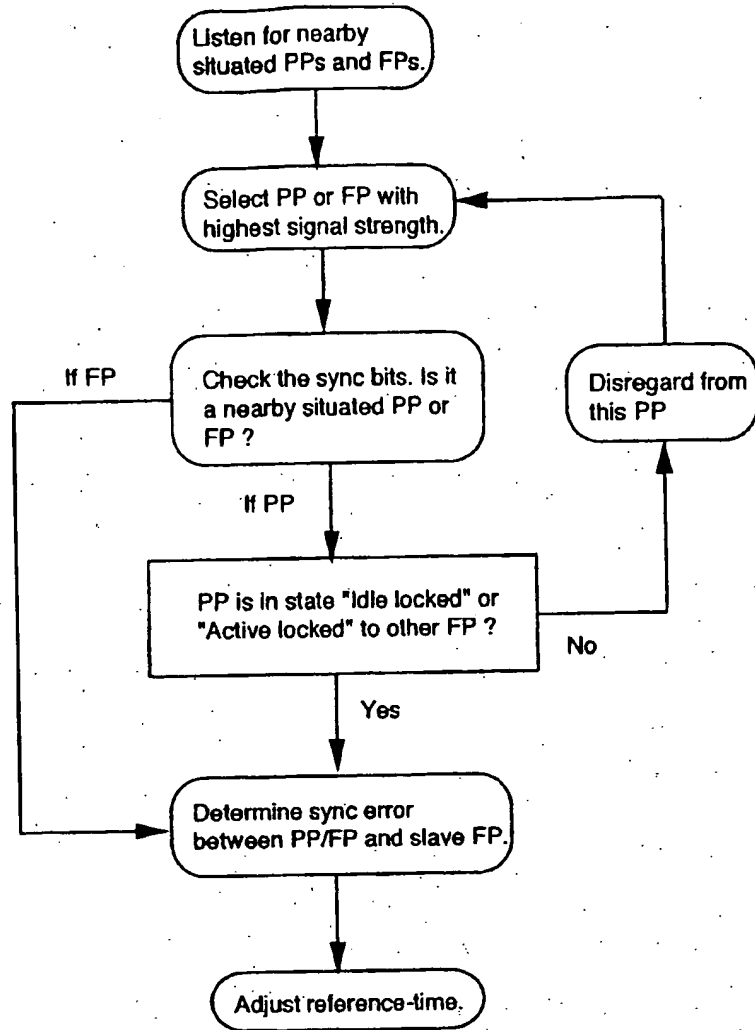 Listen for nearby
situated PPs and FPs.
Select PP or FP with
highest signal strength.
If FP
Check the sync bits. Is it
a nearby situated PP or
FP ?
Disregard from
this PP
If PP
PP is in state "Idle locked" or
"Active locked" to other FP ?
No
Yes
Determine sync error
between PP/FP and slave FP.
Adjust reference-time.